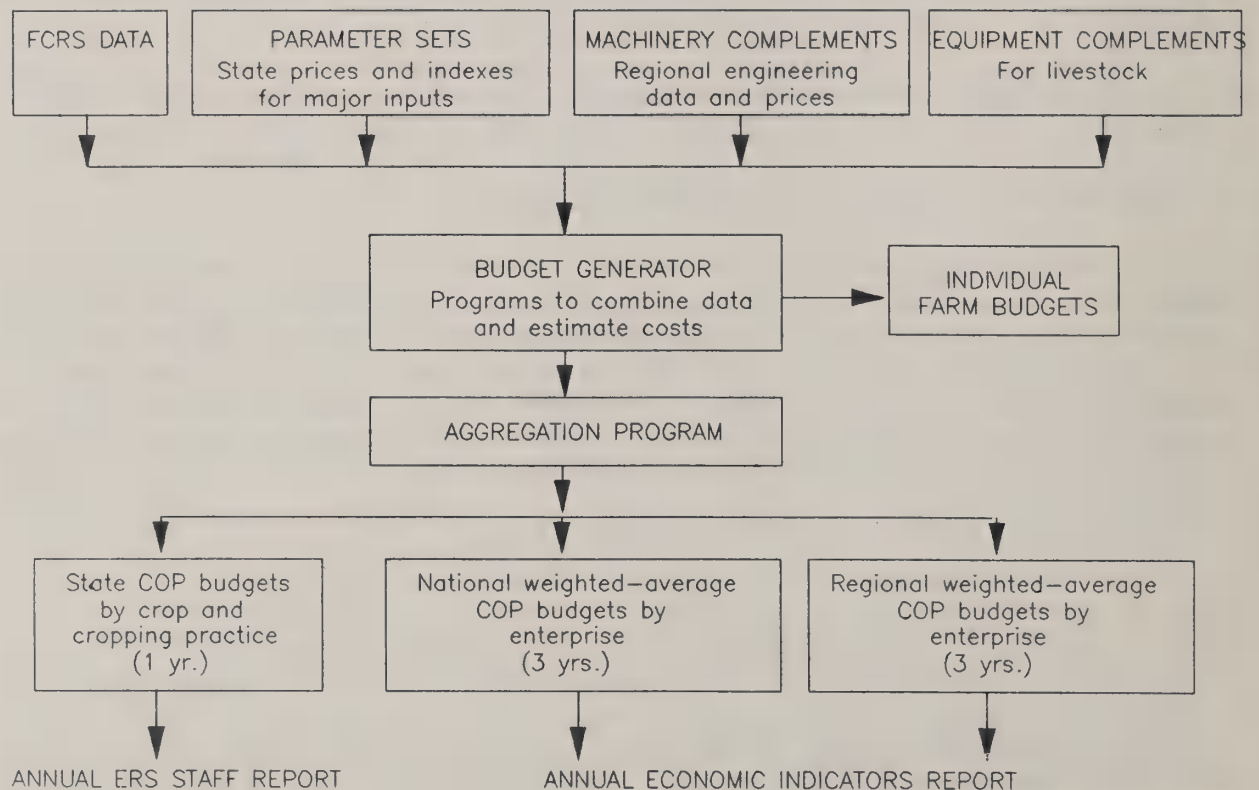 FCRS DATA
PARAMETER SETS
State prices and indexes
for major inputs
MACHINERY COMPLEMENTS
Regional engineering
data and prices
EQUIPMENT COMPLEMENTS
For livestock
BUDGET GENERATOR
Programs to combine data
and estimate costs
INDIVIDUAL
FARM BUDGETS
AGGREGATION PROGRAM
State COP budgets
by crop and
cropping practice
(1 yr.)
National weighted-average
COP budgets by
enterprise
(3 yrs.)
Regional weighted-average
COP budgets by
enterprise
(3 yrs.)
ANNUAL ERS STAFF REPORT
ANNUAL ECONOMIC INDICATORS REPORT